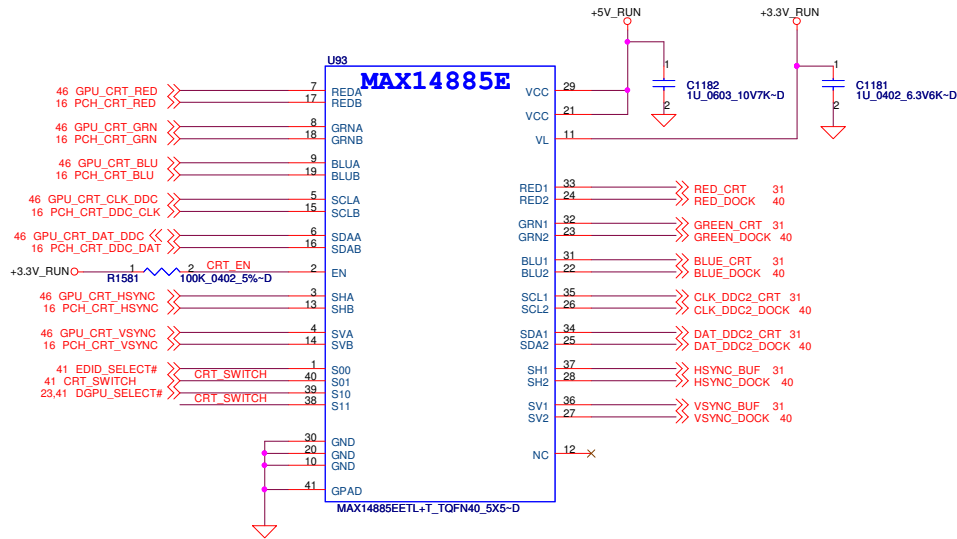 +5V_RUN +3.3V_RUN
U93
MAX14885E
1 C1182 1U_0603_10V7K~D 2
1 C1181 1U_0402_6.3V6K~D 2
46 GPU_CRT_RED 7 REDA
16 PCH_CRT_RED 17 REDB
46 GPU_CRT_GRN 8 GRNA
16 PCH_CRT_GRN 18 GRNB
46 GPU_CRT_BLU 9 BLUA
16 PCH_CRT_BLU 19 BLUB
46 GPU_CRT_CLK_DDC 5 SCLA
16 PCH_CRT_DDC_CLK 15 SCLB
46 GPU_CRT_DAT_DDC 6 SDAA
16 PCH_CRT_DDC_DAT 16 SDAB
+3.3V_RUN 1 2 CRT_EN 2 EN
R1581 100K_0402_5%~D
46 GPU_CRT_HSYNC 3 SHA
16 PCH_CRT_HSYNC 13 SHB
46 GPU_CRT_VSYNC 4 SVA
16 PCH_CRT_VSYNC 14 SVB
41 EDID_SELECT# 1 S00
41 CRT_SWITCH CRT_SWITCH 40 S01
23,41 DGPU_SELECT# 39 S10
CRT_SWITCH 38 S11
30 GND
20 GND
10 GND
41 GPAD
VCC 29
VCC 21
VL 11
RED1 33 RED_CRT 31
RED2 24 RED_DOCK 40
GRN1 32 GREEN_CRT 31
GRN2 23 GREEN_DOCK 40
BLU1 31 BLUE_CRT 31
BLU2 22 BLUE_DOCK 40
SCL1 35 CLK_DDC2_CRT 31
SCL2 26 CLK_DDC2_DOCK 40
SDA1 34 DAT_DDC2_CRT 31
SDA2 25 DAT_DDC2_DOCK 40
SH1 37 HSYNC_BUF 31
SH2 28 HSYNC_DOCK 40
SV1 36 VSYNC_BUF 31
SV2 27 VSYNC_DOCK 40
NC 12
MAX14885EETL+T_TQFN40_5X5~D